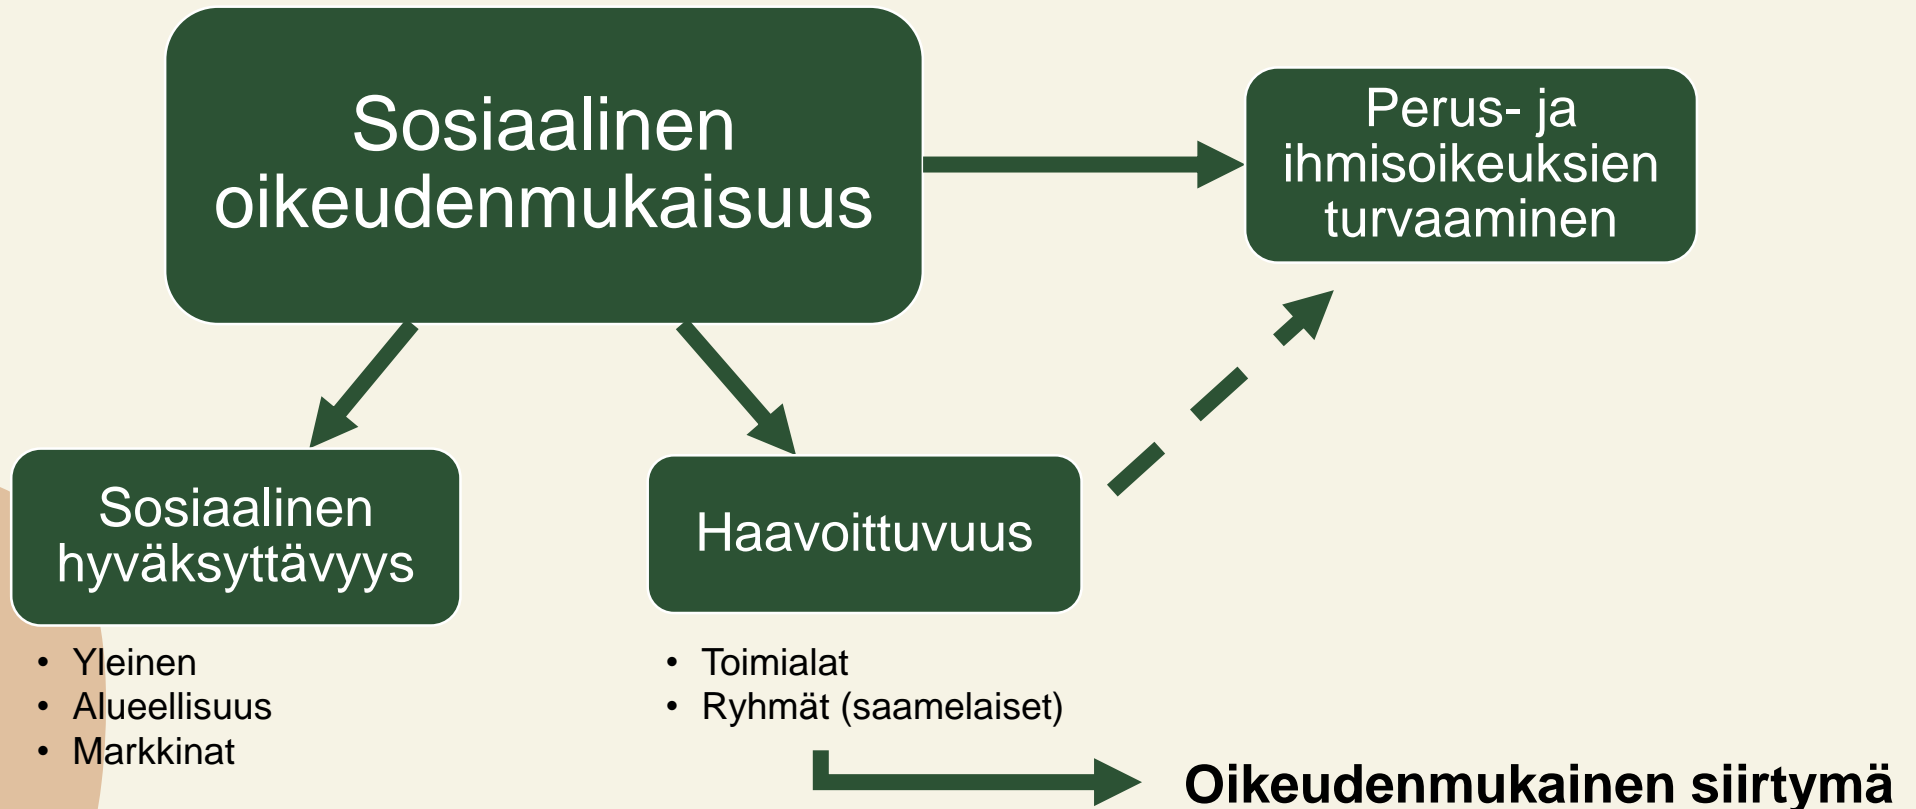 Sosiaalinen
oikeudenmukaisuus
Perus- ja
ihmisoikeuksien
turvaaminen
Sosiaalinen
hyväksyttävyys
• Yleinen
• Alueellisuus
• Markkinat
Haavoittuvuus
• Toimialat
• Ryhmät (saamelaiset)
Oikeudenmukainen siirtymä